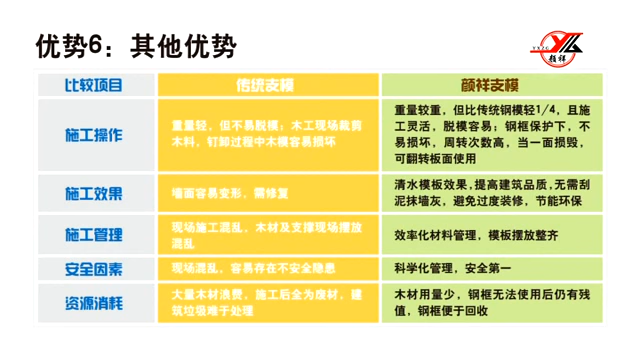 优势6：其他优势
YXZG
颜祥
比较项目
传统支模
颜祥支模
施工操作
重量轻，但不易脱模；木工现场裁剪
木料，钉卸过程中木模容易损坏
重量较重，但比传统钢模轻1/4，且施
工灵活，脱模容易；钢框保护下，不
易损坏，周转次数高，当一面损毁，
可翻转板面使用
施工效果
墙面容易变形，需修复
清水模板效果，提高建筑品质，无需刮
泥抹墙灰，避免过度装修，节能环保
施工管理
现场施工混乱，木材及支撑现场摆放
混乱
效率化材料管理，模板摆放整齐
安全因素
现场混乱，容易存在不安全隐患
科学化管理，安全第一
资源消耗
大量木材浪费，施工后全为废材，建
筑垃圾难于处理
木材用量少，钢框无法使用后仍有残
值，钢框便于回收